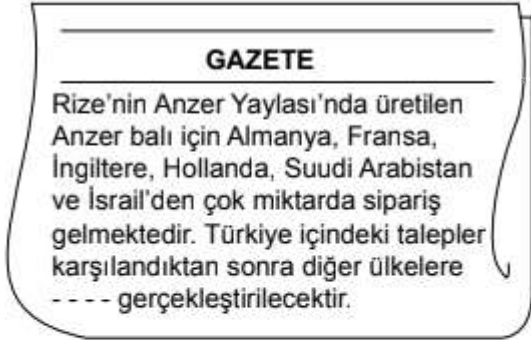 GAZETE
Rize'nin Anzer Yaylası'nda üretilen
Anzer balı için Almanya, Fransa,
İngiltere, Hollanda, Suudi Arabistan
ve İsrail'den çok miktarda sipariş
gelmektedir. Türkiye içindeki talepler
karşılandıktan sonra diğer ülkelere
- - - - gerçekleştirilecektir.